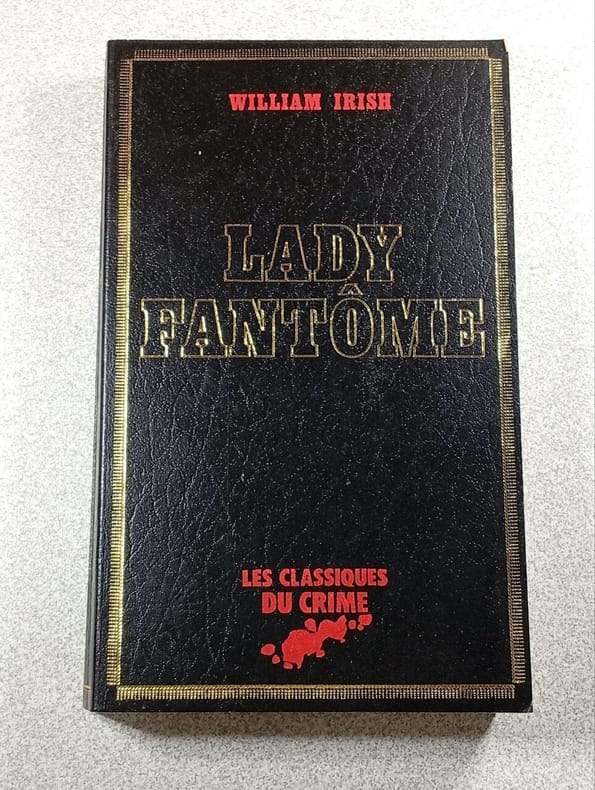 WILLIAM IRISH
LADY
FANTÔME
LES CLASSIQUES
DU CRIME